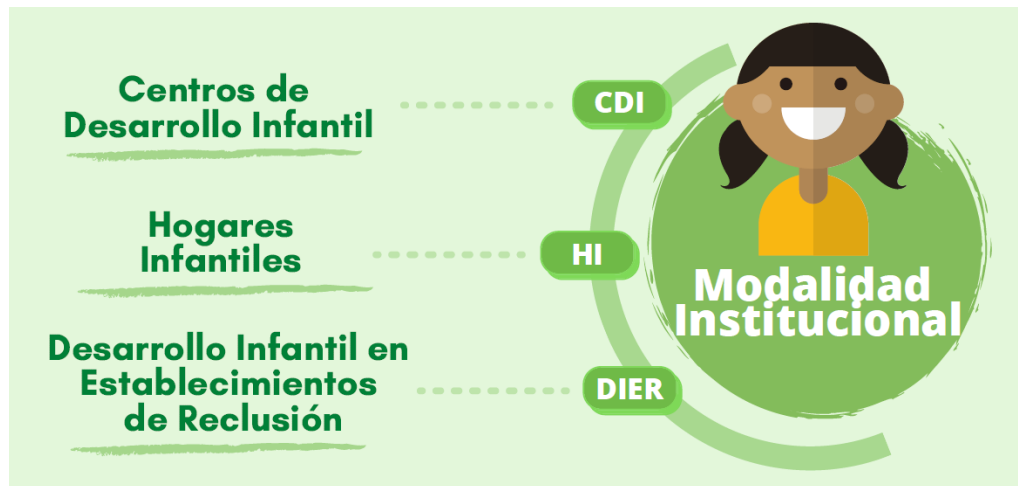 Centros de
Desarrollo Infantil
CDI
Hogares
Infantiles
HI
Desarrollo Infantil en
Establecimientos
de Reclusión
DIER
Modalidad
Institucional